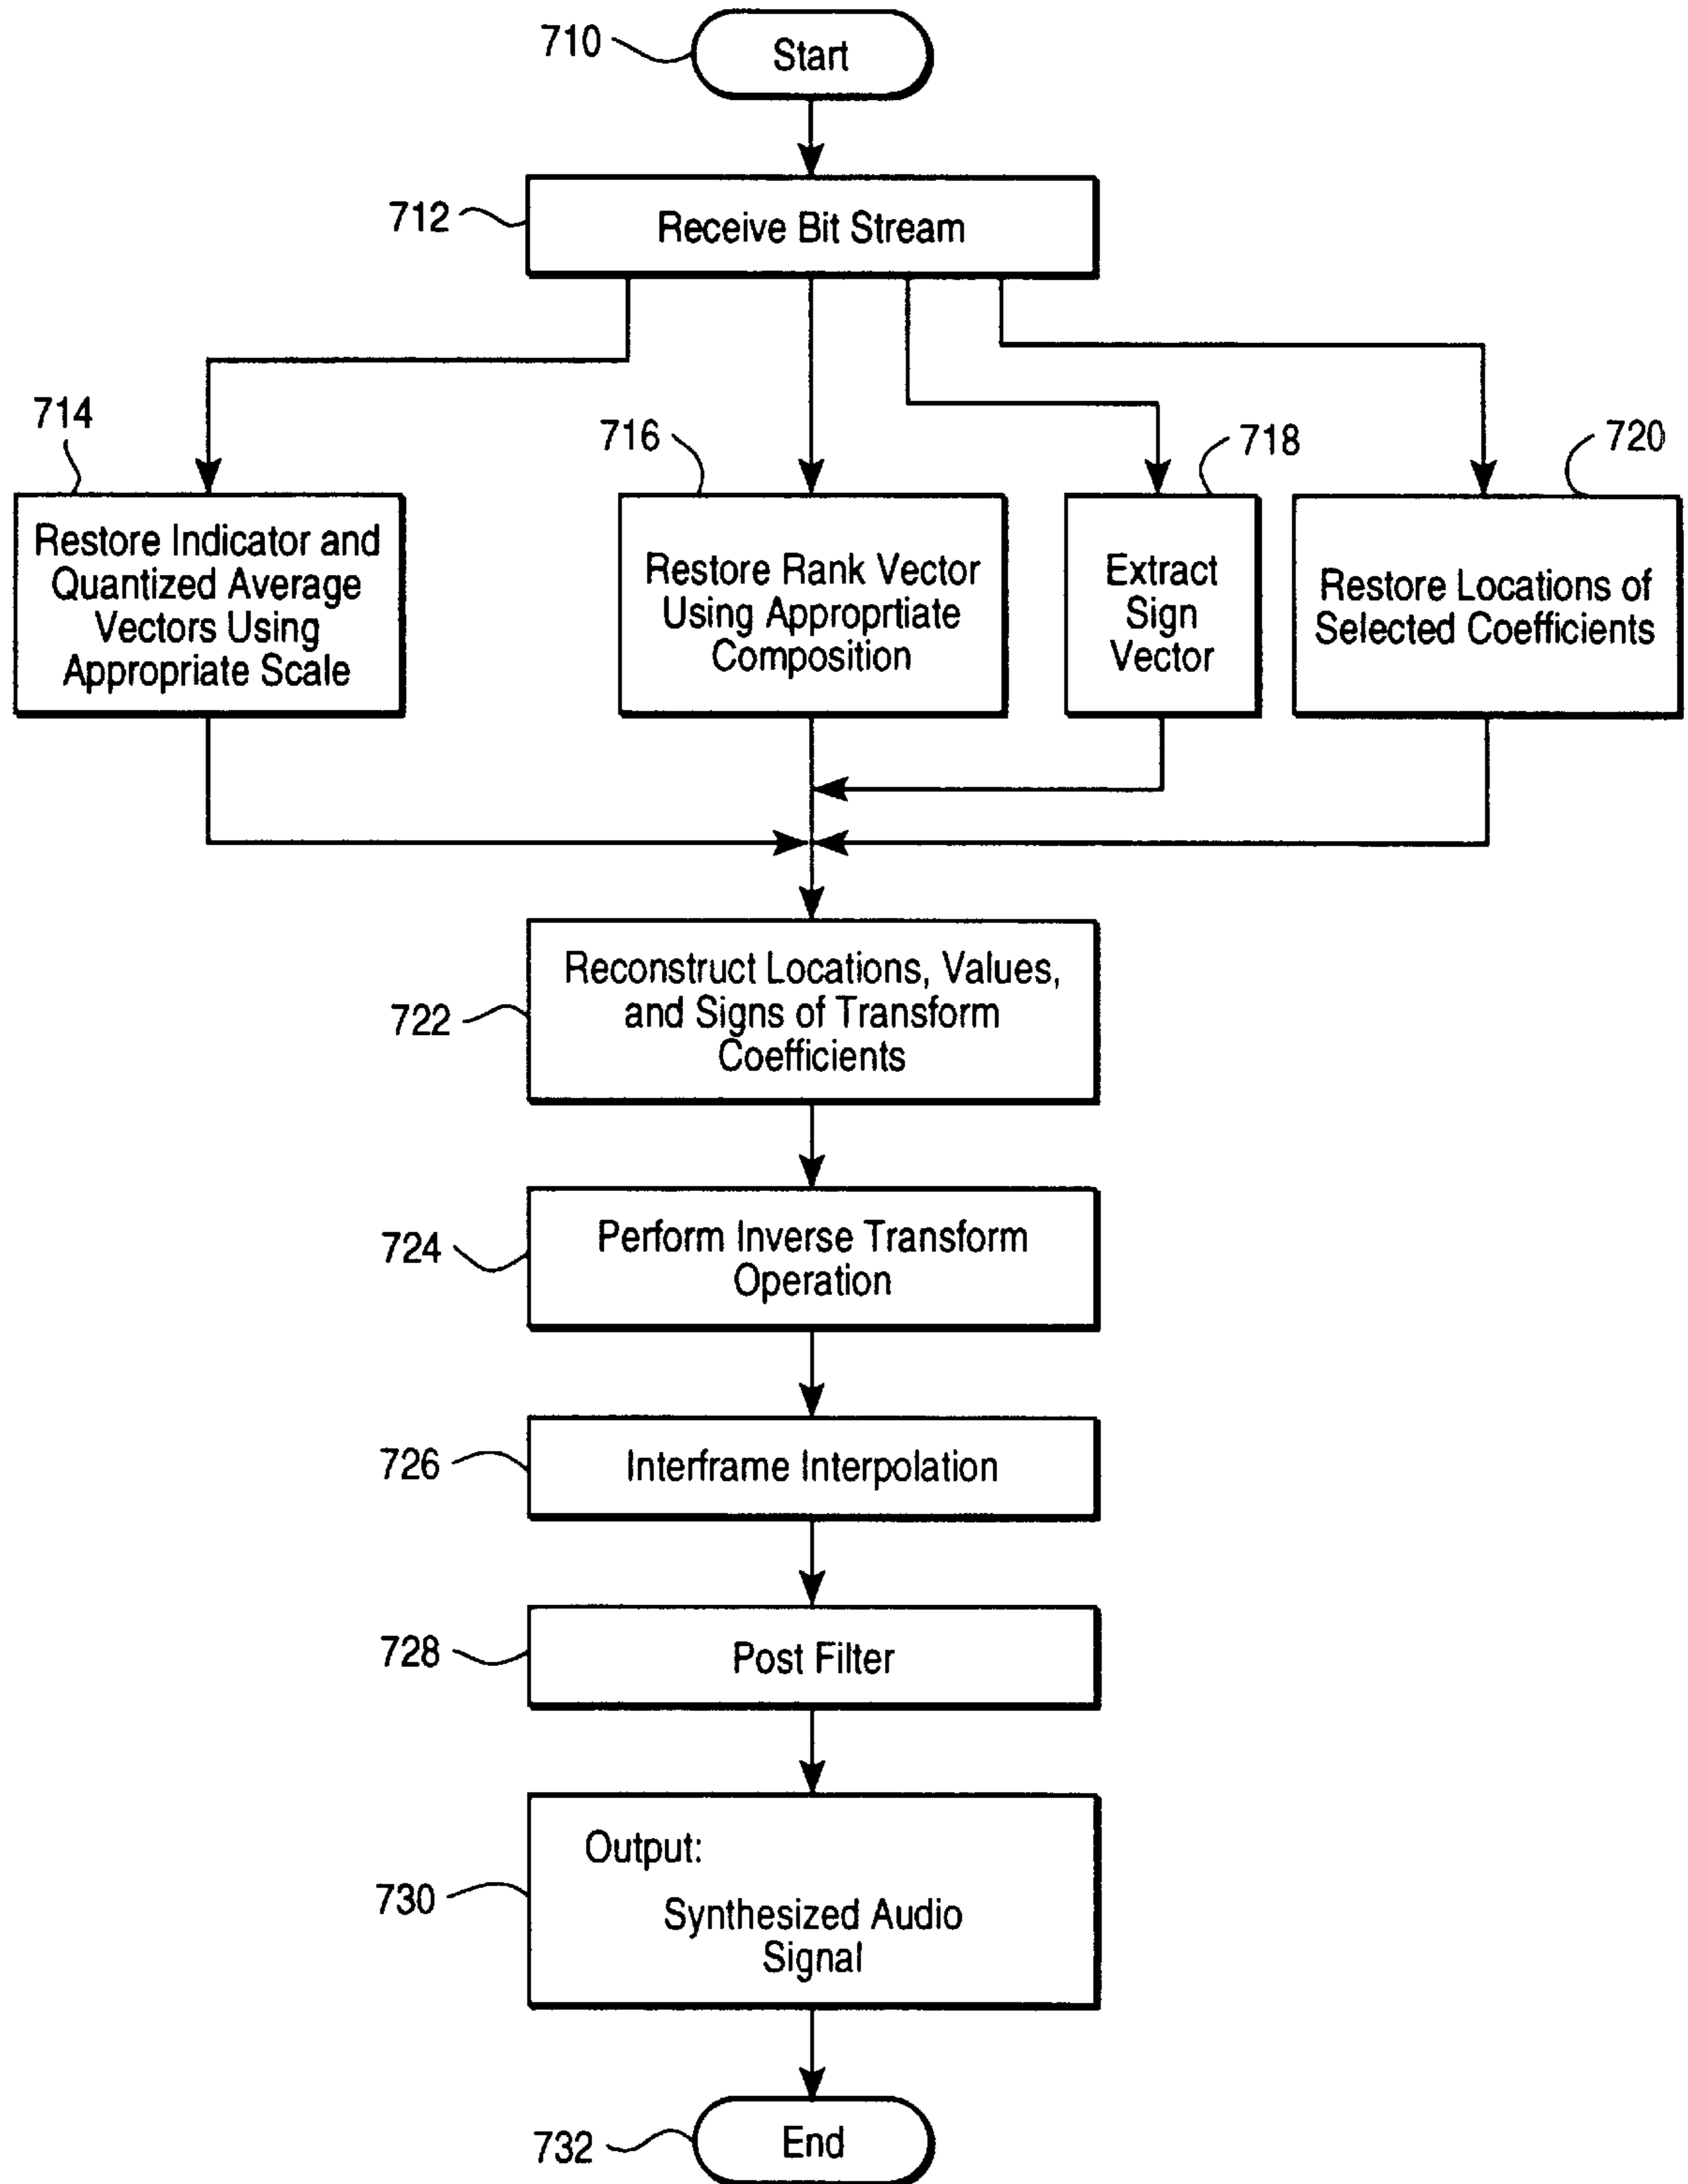 710
Start
712
Receive Bit Stream
714
716
718
720
Restore Indicator and
Quantized Average
Vectors Using
Appropriate Scale
Restore Rank Vector
Using Approprtiate
Composition
Extract
Sign
Vector
Restore Locations of
Selected Coefficients
722
Reconstruct Locations, Values,
and Signs of Transform
Coefficients
724
Perform Inverse Transform
Operation
726
Interframe Interpolation
728
Post Filter
730
Output:
Synthesized Audio
Signal
732
End